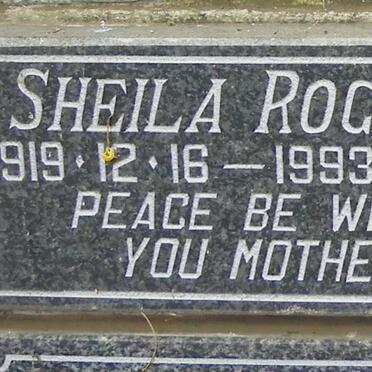 SHEILA ROG
919·12·16—1993
PEACE BE WI
YOU MOTHE